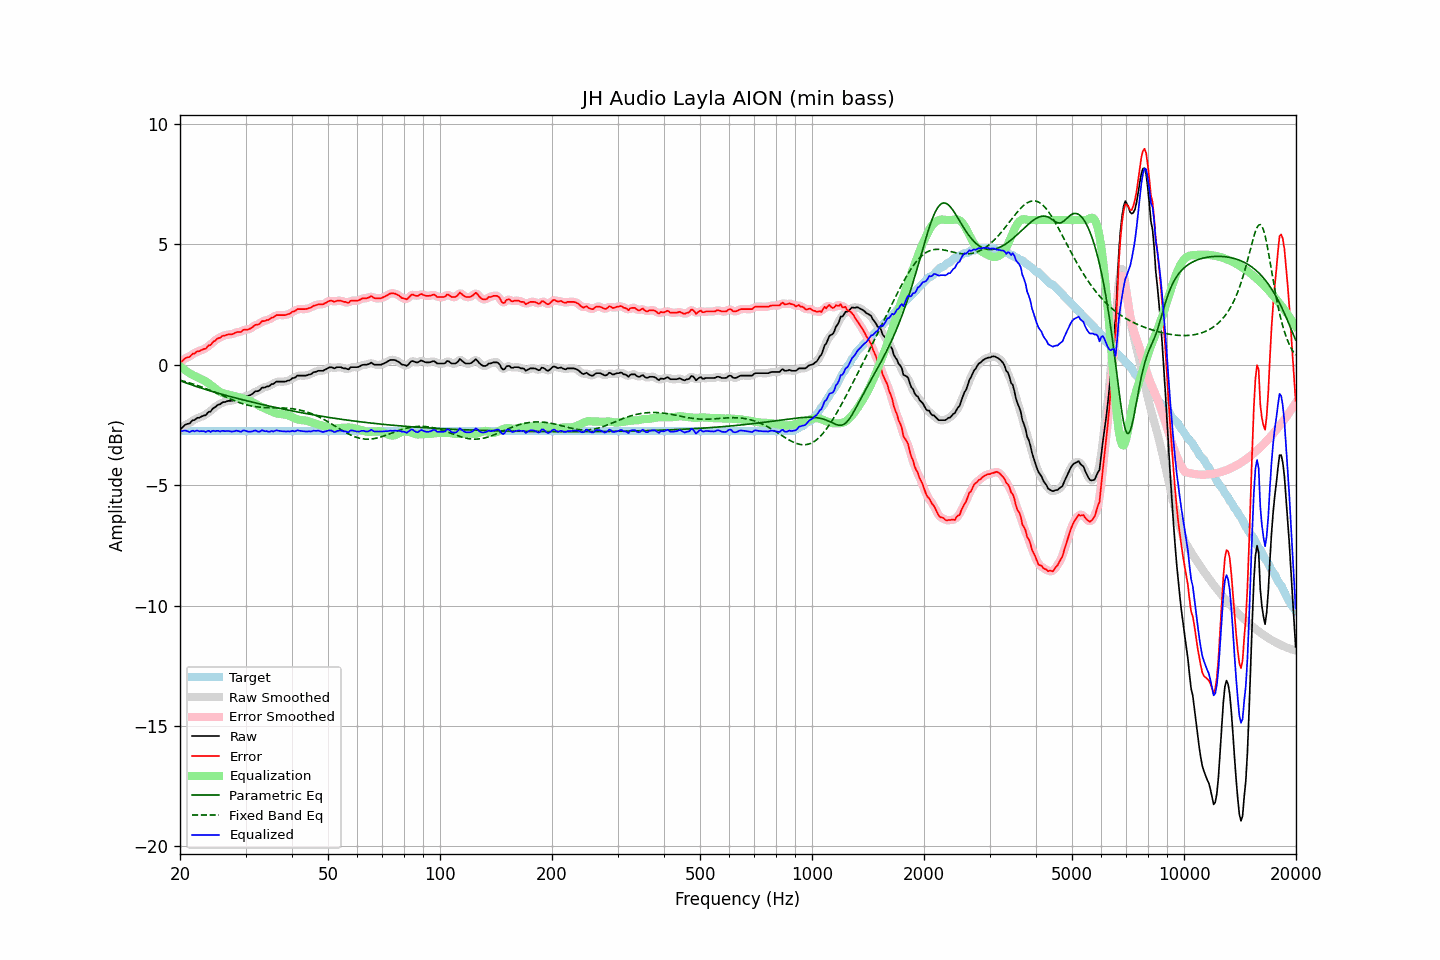 JH Audio Layla AION (min bass)
10
5
0
−5
−10
−15
−20
Amplitude (dBr)
Target
Raw Smoothed
Error Smoothed
Raw
Error
Equalization
Parametric Eq
Fixed Band Eq
Equalized
20 50 100 200 500 1000 2000 5000 10000 20000
Frequency (Hz)